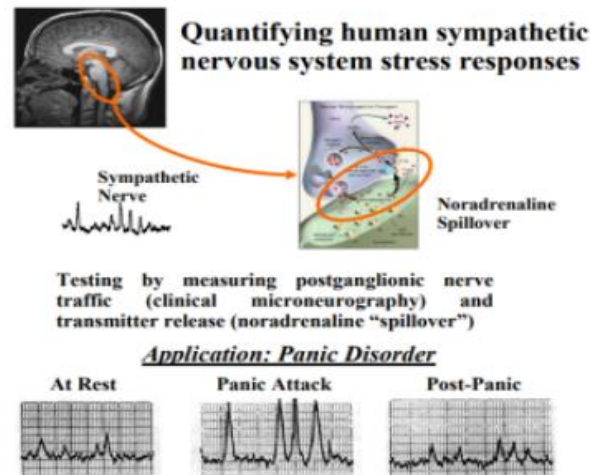 Quantifying human sympathetic
nervous system stress responses
Sympathetic
Nerve
Noradrenaline
Spillover
Testing by measuring postganglionic nerve
traffic (clinical microneurography) and
transmitter release (noradrenaline “spillover”)
Application: Panic Disorder
At Rest
Panic Attack
Post-Panic